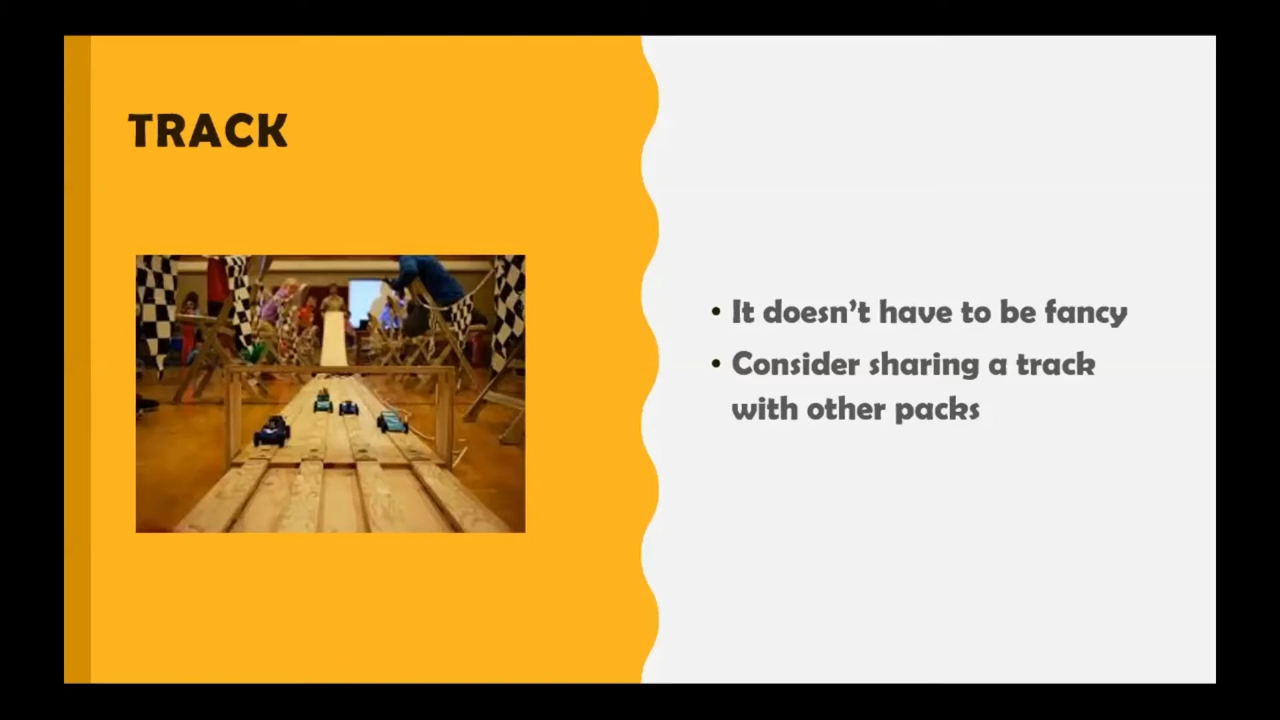 TRACK
• It doesn’t have to be fancy
• Consider sharing a track
with other packs